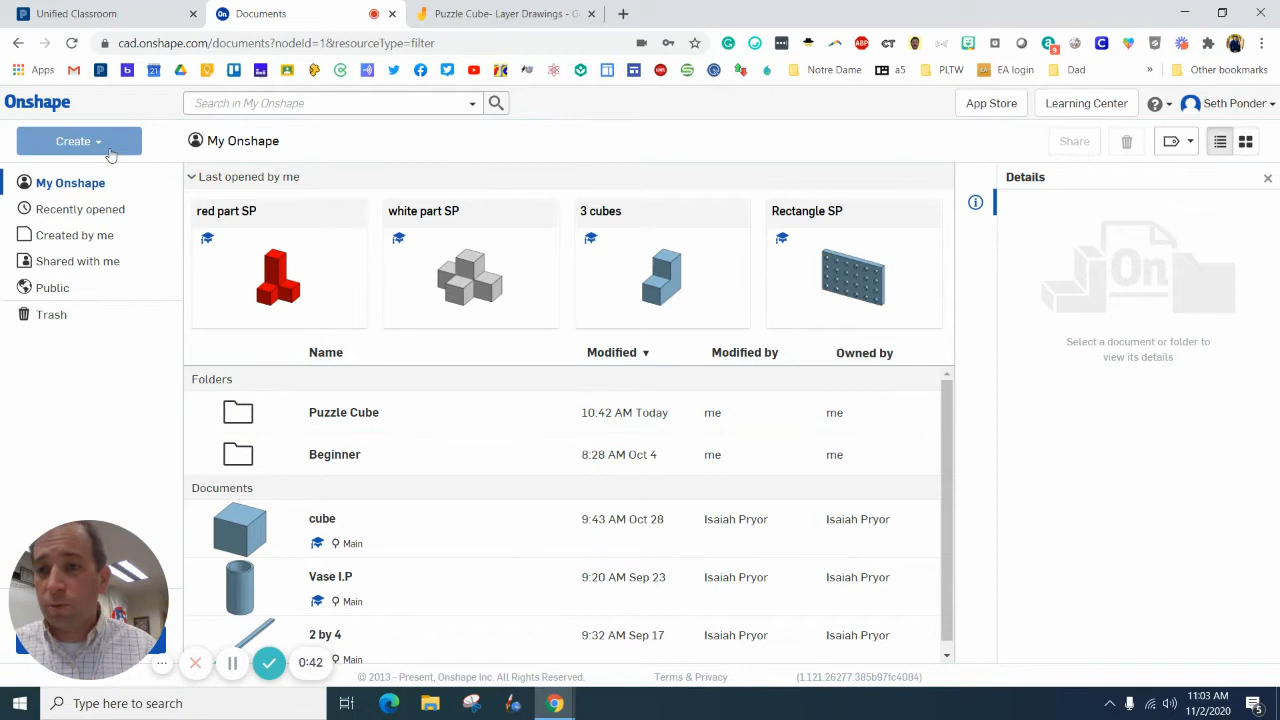 Unified Classroom
Documents
Puzzle Cube- Layer Drawings - G
cad.onshape.com/documents?nodeId=1&resourceType=filter
Apps
Notre Dame
a5
PLTW
EA login
Dad
»
Other bookmarks
Onshape
Search in My Onshape
App Store
Learning Center
Seth Ponder
Create
My Onshape
Share
My Onshape
Recently opened
Created by me
Shared with me
Public
Trash
Last opened by me
Details
red part SP
white part SP
3 cubes
Rectangle SP
On
Select a document or folder to
view its details
Name Modified Modified by Owned by
Folders
Puzzle Cube 10:42 AM Today me me
Beginner 8:28 AM Oct 4 me me
Documents
cube 9:43 AM Oct 28 Isaiah Pryor Isaiah Pryor
Main
Vase I.P 9:20 AM Sep 23 Isaiah Pryor Isaiah Pryor
Main
2 by 4 9:32 AM Sep 17 Isaiah Pryor Isaiah Pryor
Main
0:42
© 2013 - Present, Onshape Inc. All Rights Reserved. Terms & Privacy (1.121.26277.385b97fc4084)
Type here to search
11:03 AM
11/2/2020
5